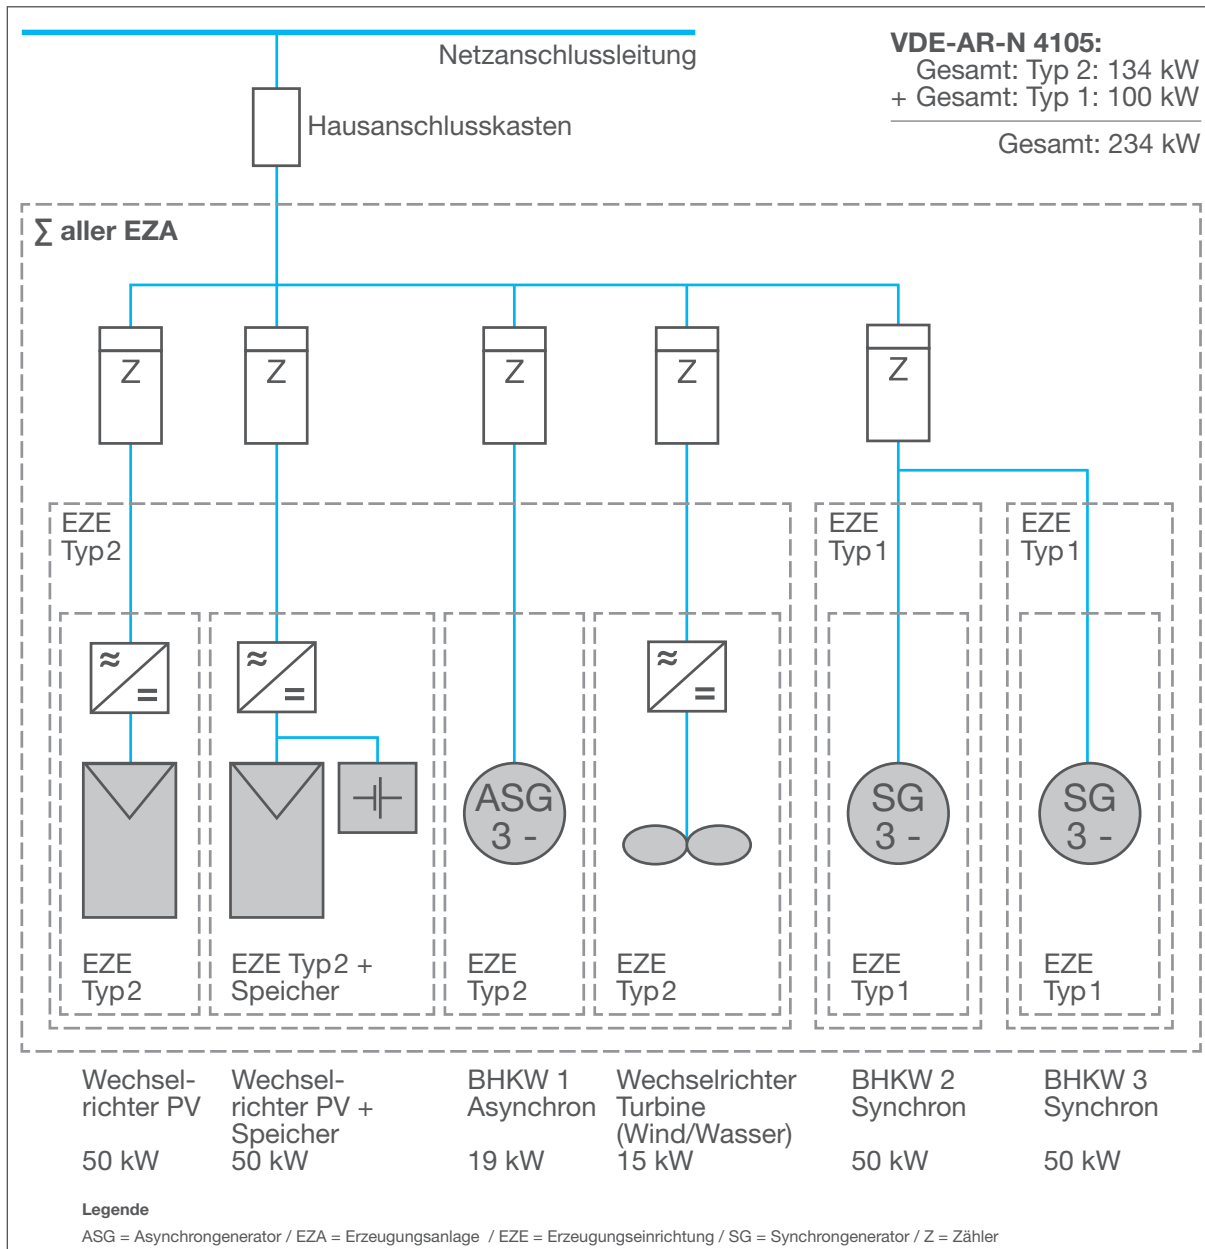 Netzanschlussleitung
VDE-AR-N 4105:
Gesamt: Typ 2: 134 kW
+ Gesamt: Typ 1: 100 kW
Gesamt: 234 kW
Hausanschlusskasten
∑ aller EZA
Z
Z
Z
Z
Z
EZE
Typ2
EZE
Typ1
EZE
Typ1
≈
=
≈
=
≈
=
ASG
3 -
SG
3 -
SG
3 -
EZE
Typ2
EZE Typ2 +
Speicher
EZE
Typ2
EZE
Typ2
EZE
Typ1
EZE
Typ1
Wechsel-
richter PV
50 kW
Wechsel-
richter PV +
Speicher
50 kW
BHKW 1
Asynchron
19 kW
Wechselrichter
Turbine
(Wind/Wasser)
15 kW
BHKW 2
Synchron
50 kW
BHKW 3
Synchron
50 kW
Legende
ASG = Asynchrongenerator / EZA = Erzeugungsanlage / EZE = Erzeugungseinrichtung / SG = Synchrongenerator / Z = Zähler